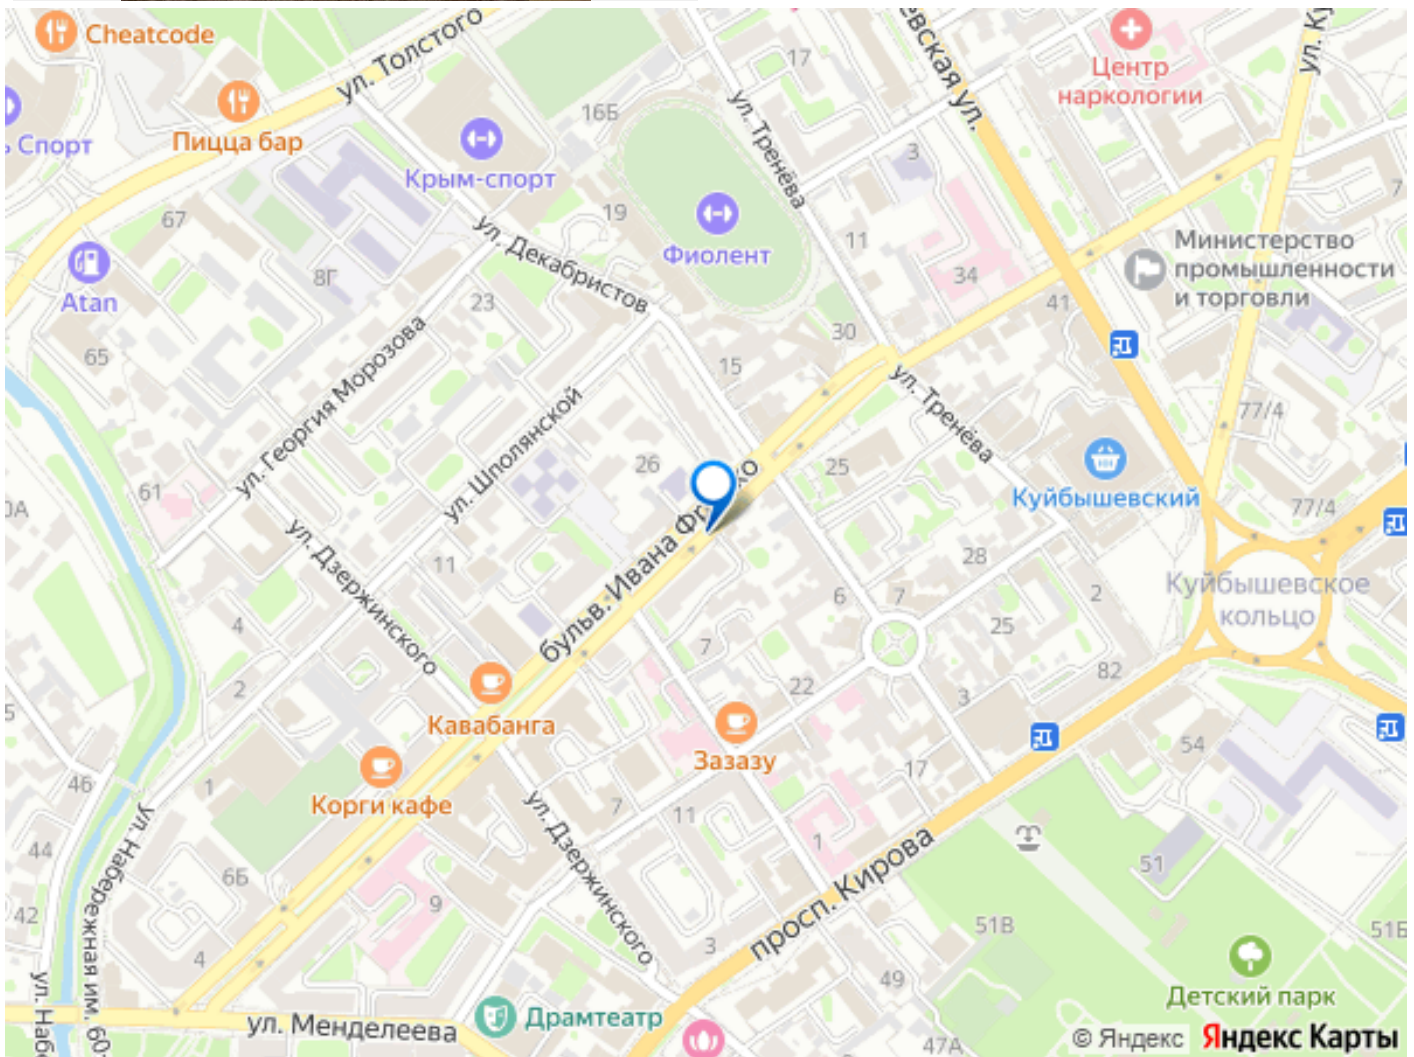 Cheatcode
ул. Толстого
17
Центр
наркологии
Пицца бар
16Б
ул. Тренёва
Спорт
Крым-спорт
3
7
67
19
Фиолент
11
Министерство
промышленности
и торговли
ул. Декабристов
8Г
34
Atan
23
41
30
65
ул. Георгия Морозова
15
ул. Тренёва
77/4
ул. Шполянской
26
25
Куйбышевский
61
77/4
бульв. Ивана
ул. Дзержинского
11
28
Куйбышевское
кольцо
6
7
2
4
25
7
2
22
82
3
Кавабанга
Зазазу
54
46
1
Корги кафе
17
7
11
ул. Дзержинского
1
просп. Кирова
51
44
6Б
ул. Набережная им. 60
42
9
51В
3
4
49
Детский парк
ул. Менделеева
Драмтеатр
47А
© Яндекс Яндекс Карты